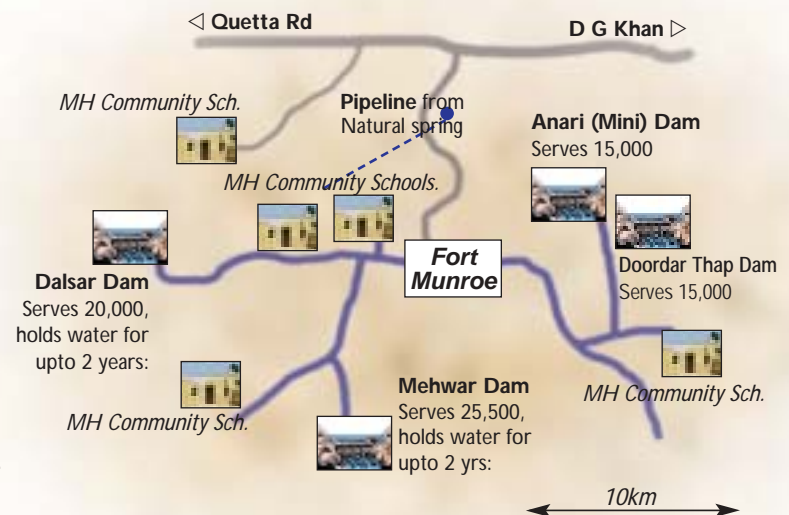 ◁ Quetta Rd
D G Khan ▷
MH Community Sch.
Pipeline from
Natural spring
Anari (Mini) Dam
Serves 15,000
MH Community Schools.
Fort
Munroe
Doordar Thap Dam
Serves 15,000
Dalsar Dam
Serves 20,000,
holds water for
upto 2 years:
MH Community Sch.
Mehwar Dam
Serves 25,500,
holds water for
upto 2 yrs:
MH Community Sch.
10km